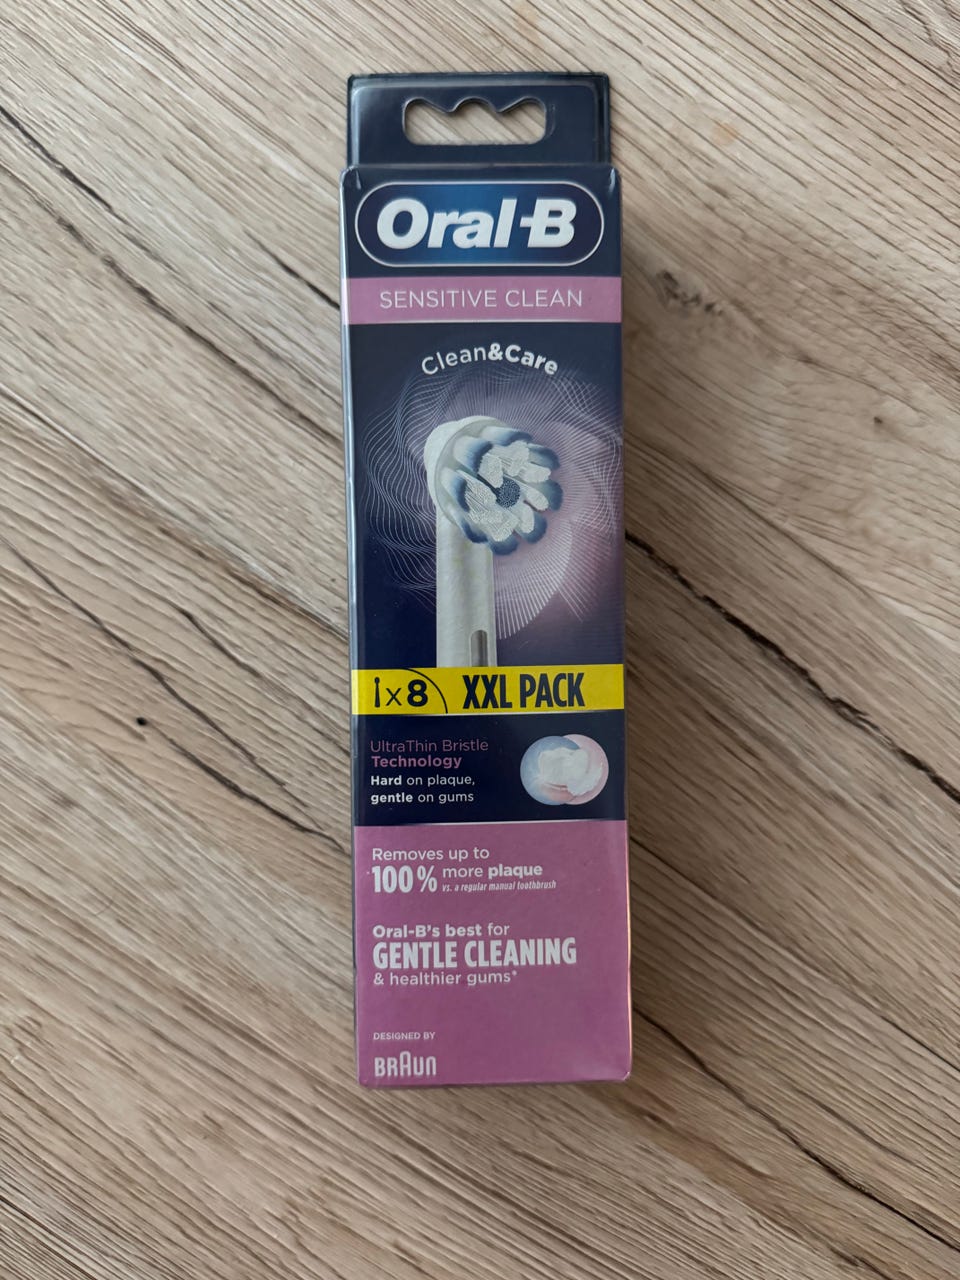 Oral-B
SENSITIVE CLEAN
Clean&Care
x8 XXL PACK
UltraThin Bristle
Technology
Hard on plaque,
gentle on gums
Removes up to
100% more plaque
vs. a regular manual toothbrush
Oral-B's best for
GENTLE CLEANING
& healthier gums*
DESIGNED BY
BRAUN